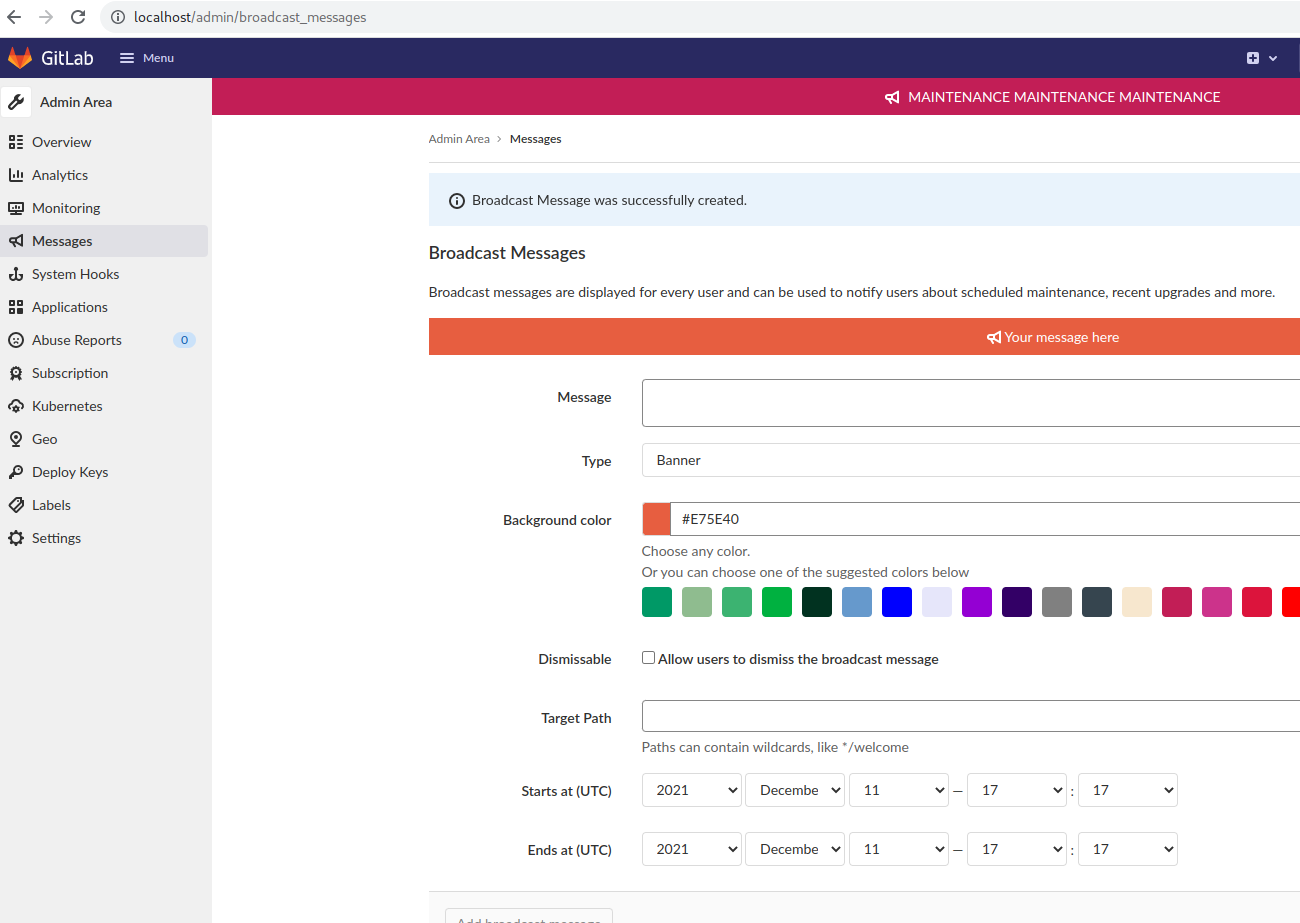 localhost/admin/broadcast_messages
GitLab Menu
Admin Area
Overview
Analytics
Monitoring
Messages
System Hooks
Applications
Abuse Reports 0
Subscription
Kubernetes
Geo
Deploy Keys
Labels
Settings
MAINTENANCE MAINTENANCE MAINTENANCE
Admin Area > Messages
Broadcast Message was successfully created.
Broadcast Messages
Broadcast messages are displayed for every user and can be used to notify users about scheduled maintenance, recent upgrades and more.
Your message here
Message
Type Banner
Background color #E75E40
Choose any color.
Or you can choose one of the suggested colors below
Dismissable Allow users to dismiss the broadcast message
Target Path
Paths can contain wildcards, like */welcome
Starts at (UTC) 2021 Decembe 11 – 17 : 17
Ends at (UTC) 2021 Decembe 11 – 17 : 17
Add broadcast message